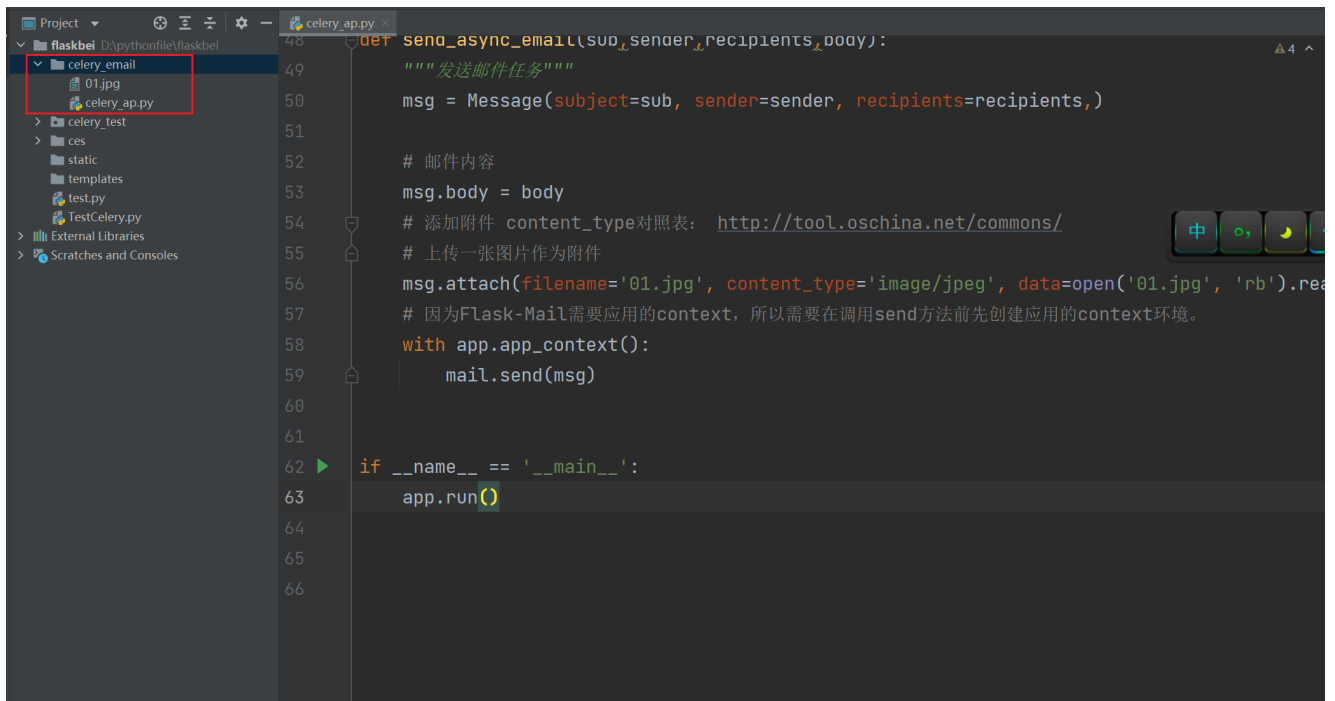 Project
celery_ap.py
flaskbei D:\pythonfile\flaskbei
celery_email
01.jpg
celery_ap.py
celery_test
ces
static
templates
test.py
TestCelery.py
External Libraries
Scratches and Consoles
4
48 def send_async_email(sub,sender,recipients,body):
49 """发送邮件任务"""
50 msg = Message(subject=sub, sender=sender, recipients=recipients,)
51
52 # 邮件内容
53 msg.body = body
54 # 添加附件 content_type对照表： http://tool.oschina.net/commons/
55 # 上传一张图片作为附件
56 msg.attach(filename='01.jpg', content_type='image/jpeg', data=open('01.jpg', 'rb').rea
57 # 因为Flask-Mail需要应用的context，所以需要在调用send方法前先创建应用的context环境。
58 with app.app_context():
59 mail.send(msg)
60
61
62 if __name__ == '__main__':
63 app.run()
64
65
66
中